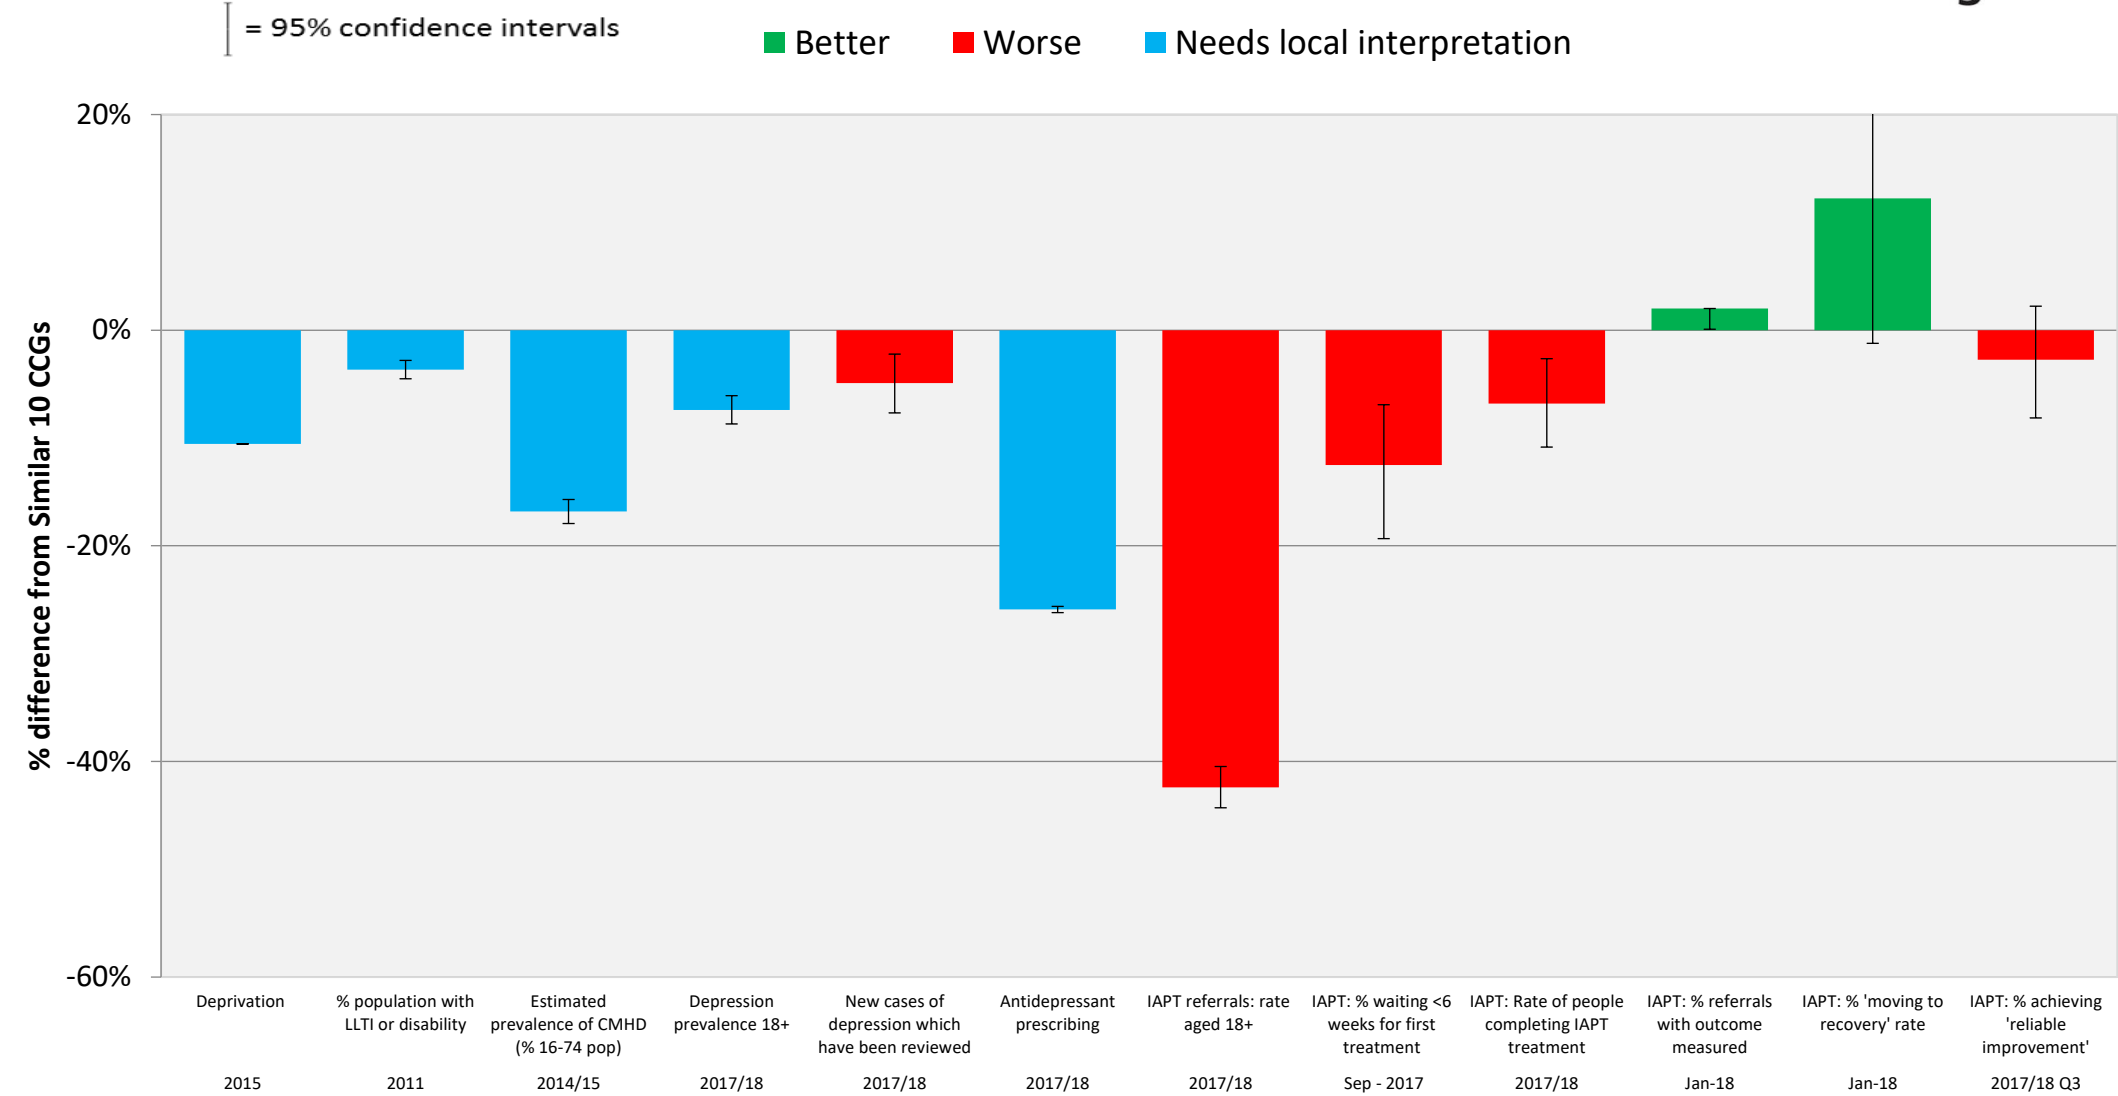 = 95% confidence intervals
Better
Worse
Needs local interpretation
% difference from Similar 10 CCGs
20%
0%
-20%
-40%
-60%
Deprivation
2015
% population with
LLTI or disability
2011
Estimated
prevalence of CMHD
(% 16-74 pop)
2014/15
Depression
prevalence 18+
2017/18
New cases of
depression which
have been reviewed
2017/18
Antidepressant
prescribing
2017/18
IAPT referrals: rate
aged 18+
2017/18
IAPT: % waiting <6
weeks for first
treatment
Sep - 2017
IAPT: Rate of people
completing IAPT
treatment
2017/18
IAPT: % referrals
with outcome
measured
Jan-18
IAPT: % 'moving to
recovery' rate
Jan-18
IAPT: % achieving
'reliable
improvement'
2017/18 Q3